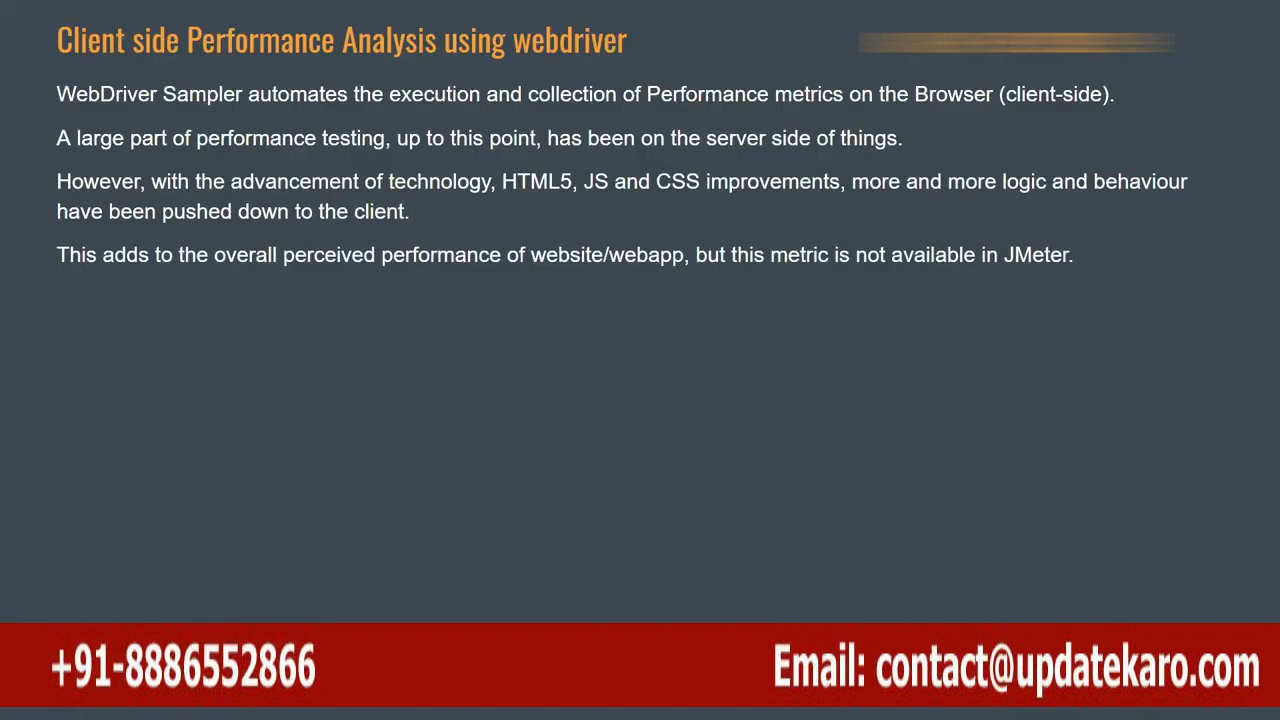 Client side Performance Analysis using webdriver
WebDriver Sampler automates the execution and collection of Performance metrics on the Browser (client-side).
A large part of performance testing, up to this point, has been on the server side of things.
However, with the advancement of technology, HTML5, JS and CSS improvements, more and more logic and behaviour
have been pushed down to the client.
This adds to the overall perceived performance of website/webapp, but this metric is not available in JMeter.
+91-8886552866
Email: contact@updatekaro.com